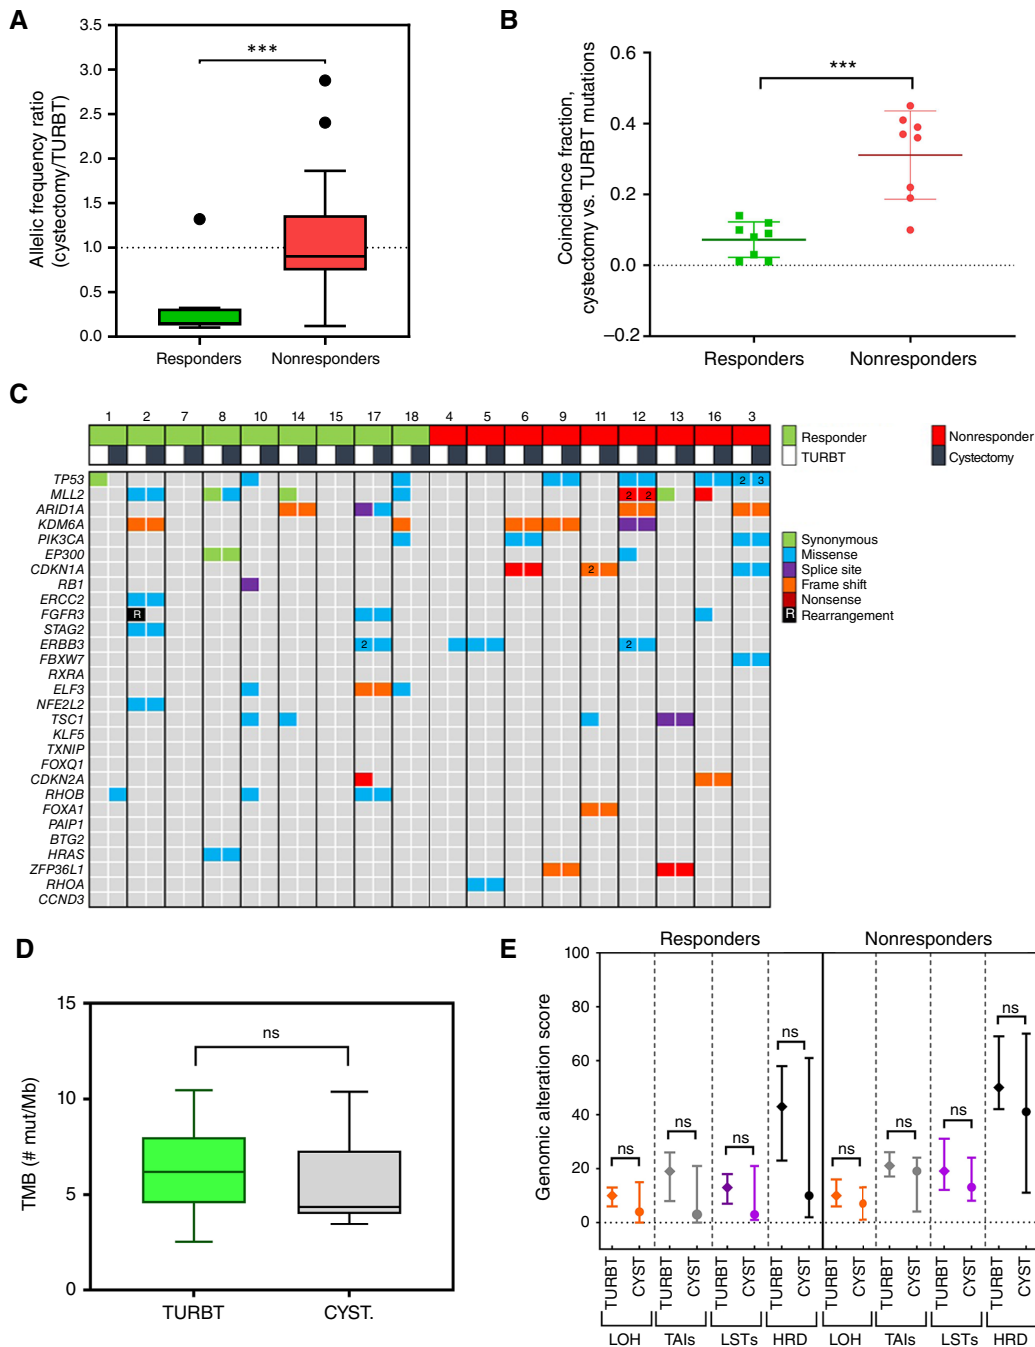 A
Allelic frequency ratio
(cystectomy/TURBT)
3.5
3.0
2.5
2.0
1.5
1.0
0.5
0.0
***
Responders
Nonresponders
B
Coincidence fraction,
cystectomy vs. TURBT mutations
0.6
0.4
0.2
0.0
−0.2
***
Responders
Nonresponders
C
1 2 7 8 10 14 15 17 18 4 5 6 9 11 12 13 16 3
Responder
TURBT
Nonresponder
Cystectomy
TP53 2 3
MLL2 2 2
ARID1A
KDM6A
PIK3CA
EP300
CDKN1A 2
RB1
ERCC2
FGFR3 R
STAG2
ERBB3 2 2
FBXW7
RXRA
ELF3
NFE2L2
TSC1
KLF5
TXNIP
FOXQ1
CDKN2A
RHOB
FOXA1
PAIP1
BTG2
HRAS
ZFP36L1
RHOA
CCND3
Synonymous
Missense
Splice site
Frame shift
Nonsense
R Rearrangement
D
TMB (# mut/Mb)
15
10
5
0
ns
TURBT
CYST.
E
Responders
Nonresponders
Genomic alteration score
100
80
60
40
20
0
ns ns ns ns ns ns ns ns
TURBT CYST TURBT CYST TURBT CYST TURBT CYST TURBT CYST TURBT CYST TURBT CYST TURBT CYST
LOH TAIs LSTs HRD LOH TAIs LSTs HRD